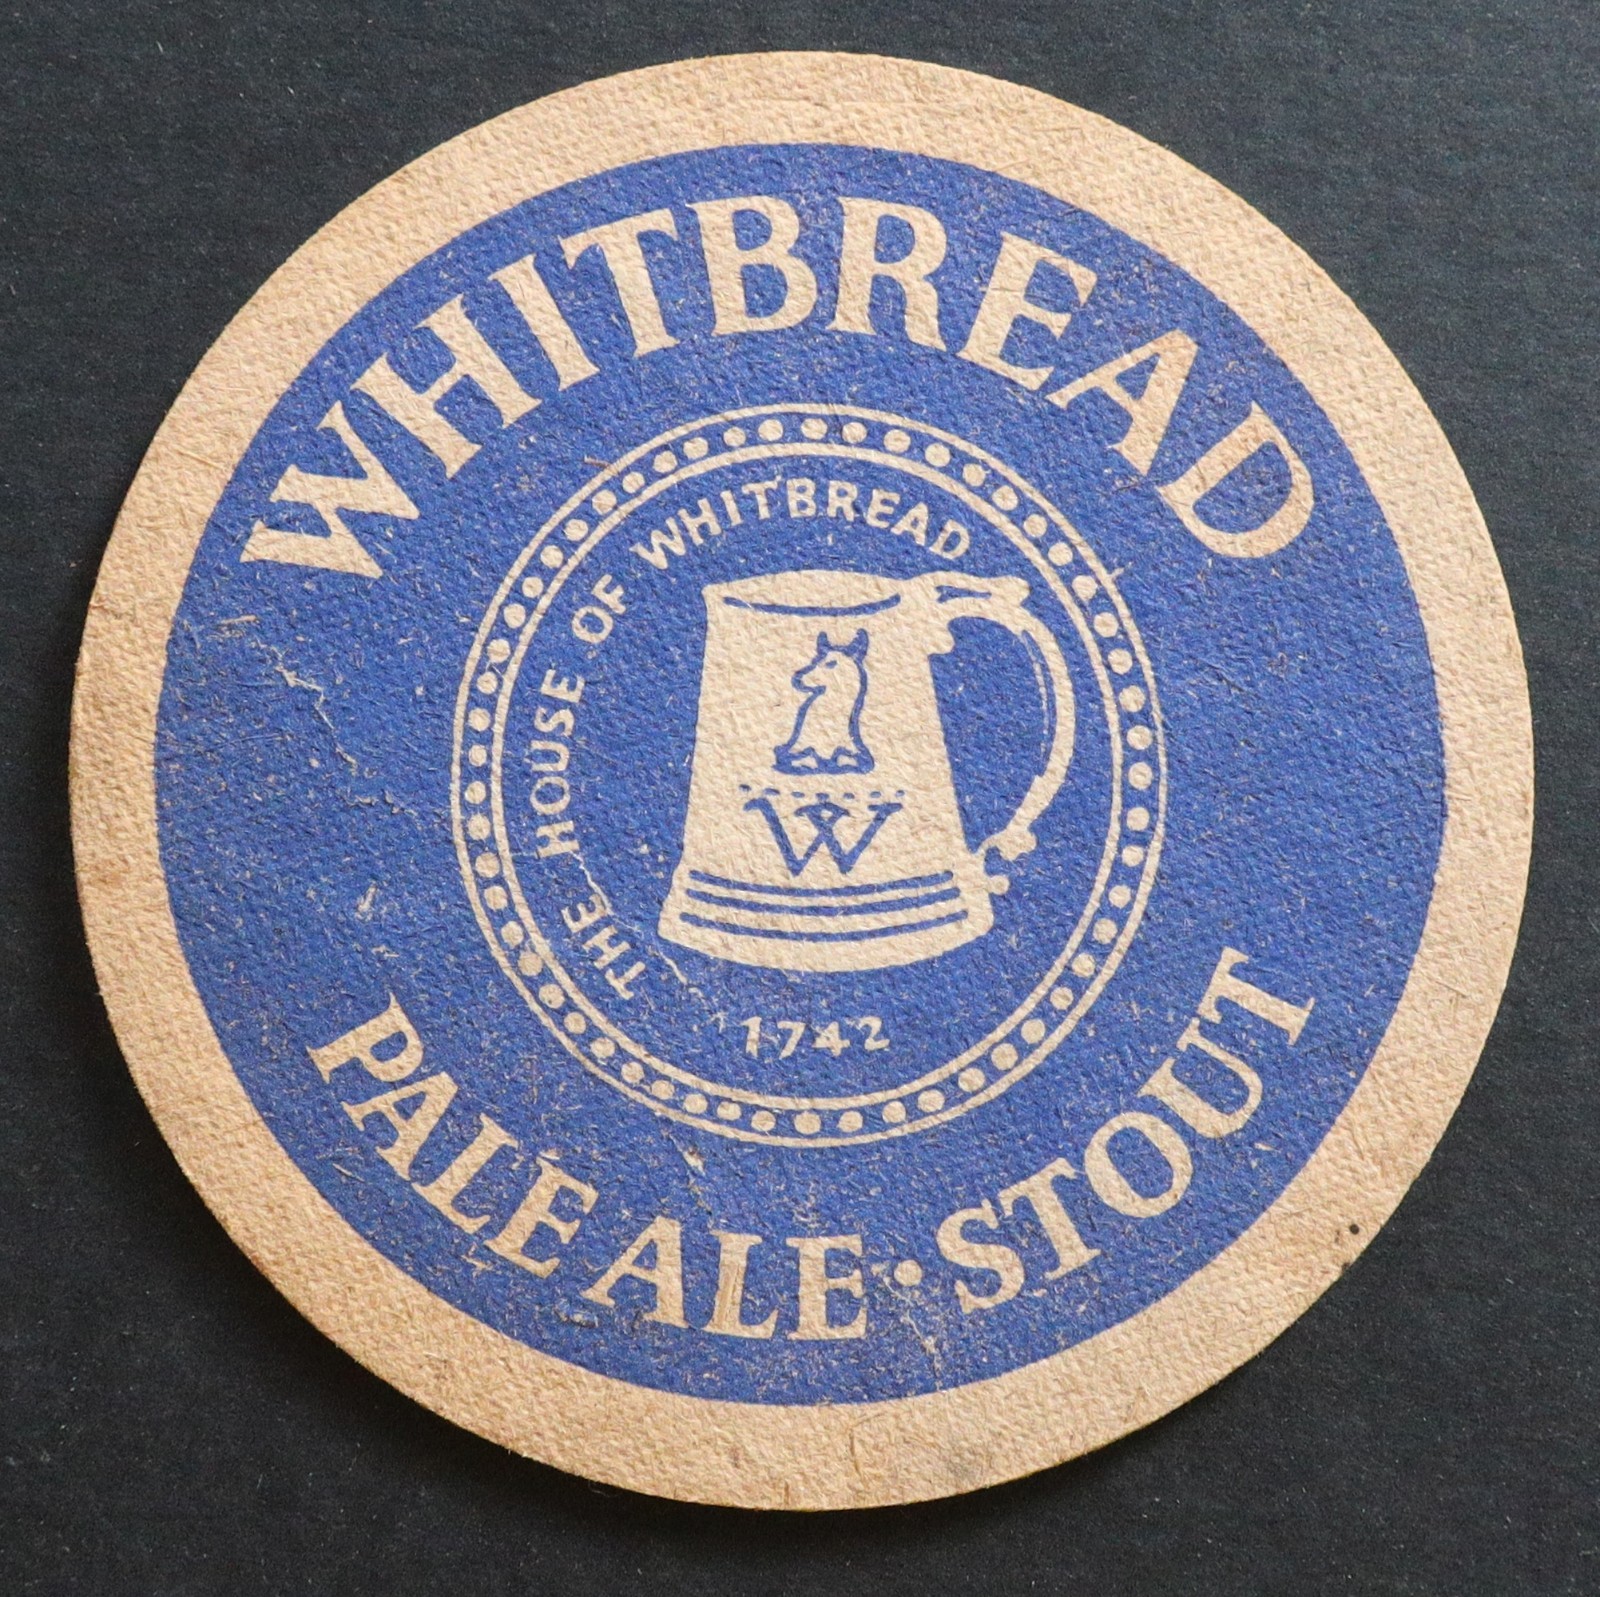 WHITBREAD
THE HOUSE OF WHITBREAD
W
1742
PALE ALE • STOUT